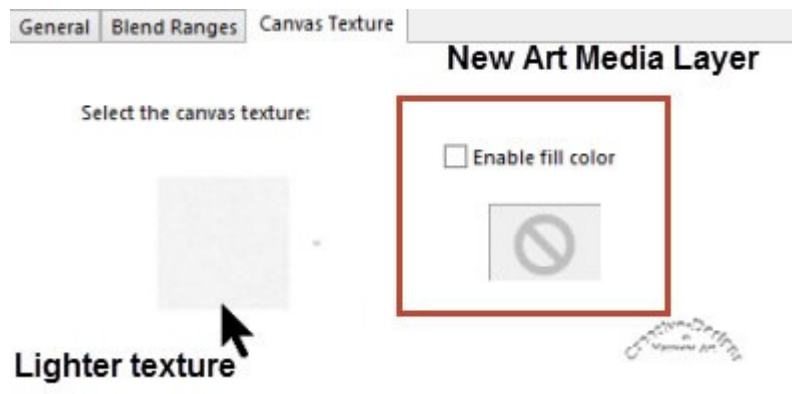 General Blend Ranges Canvas Texture
New Art Media Layer
Select the canvas texture:
Enable fill color
Lighter texture